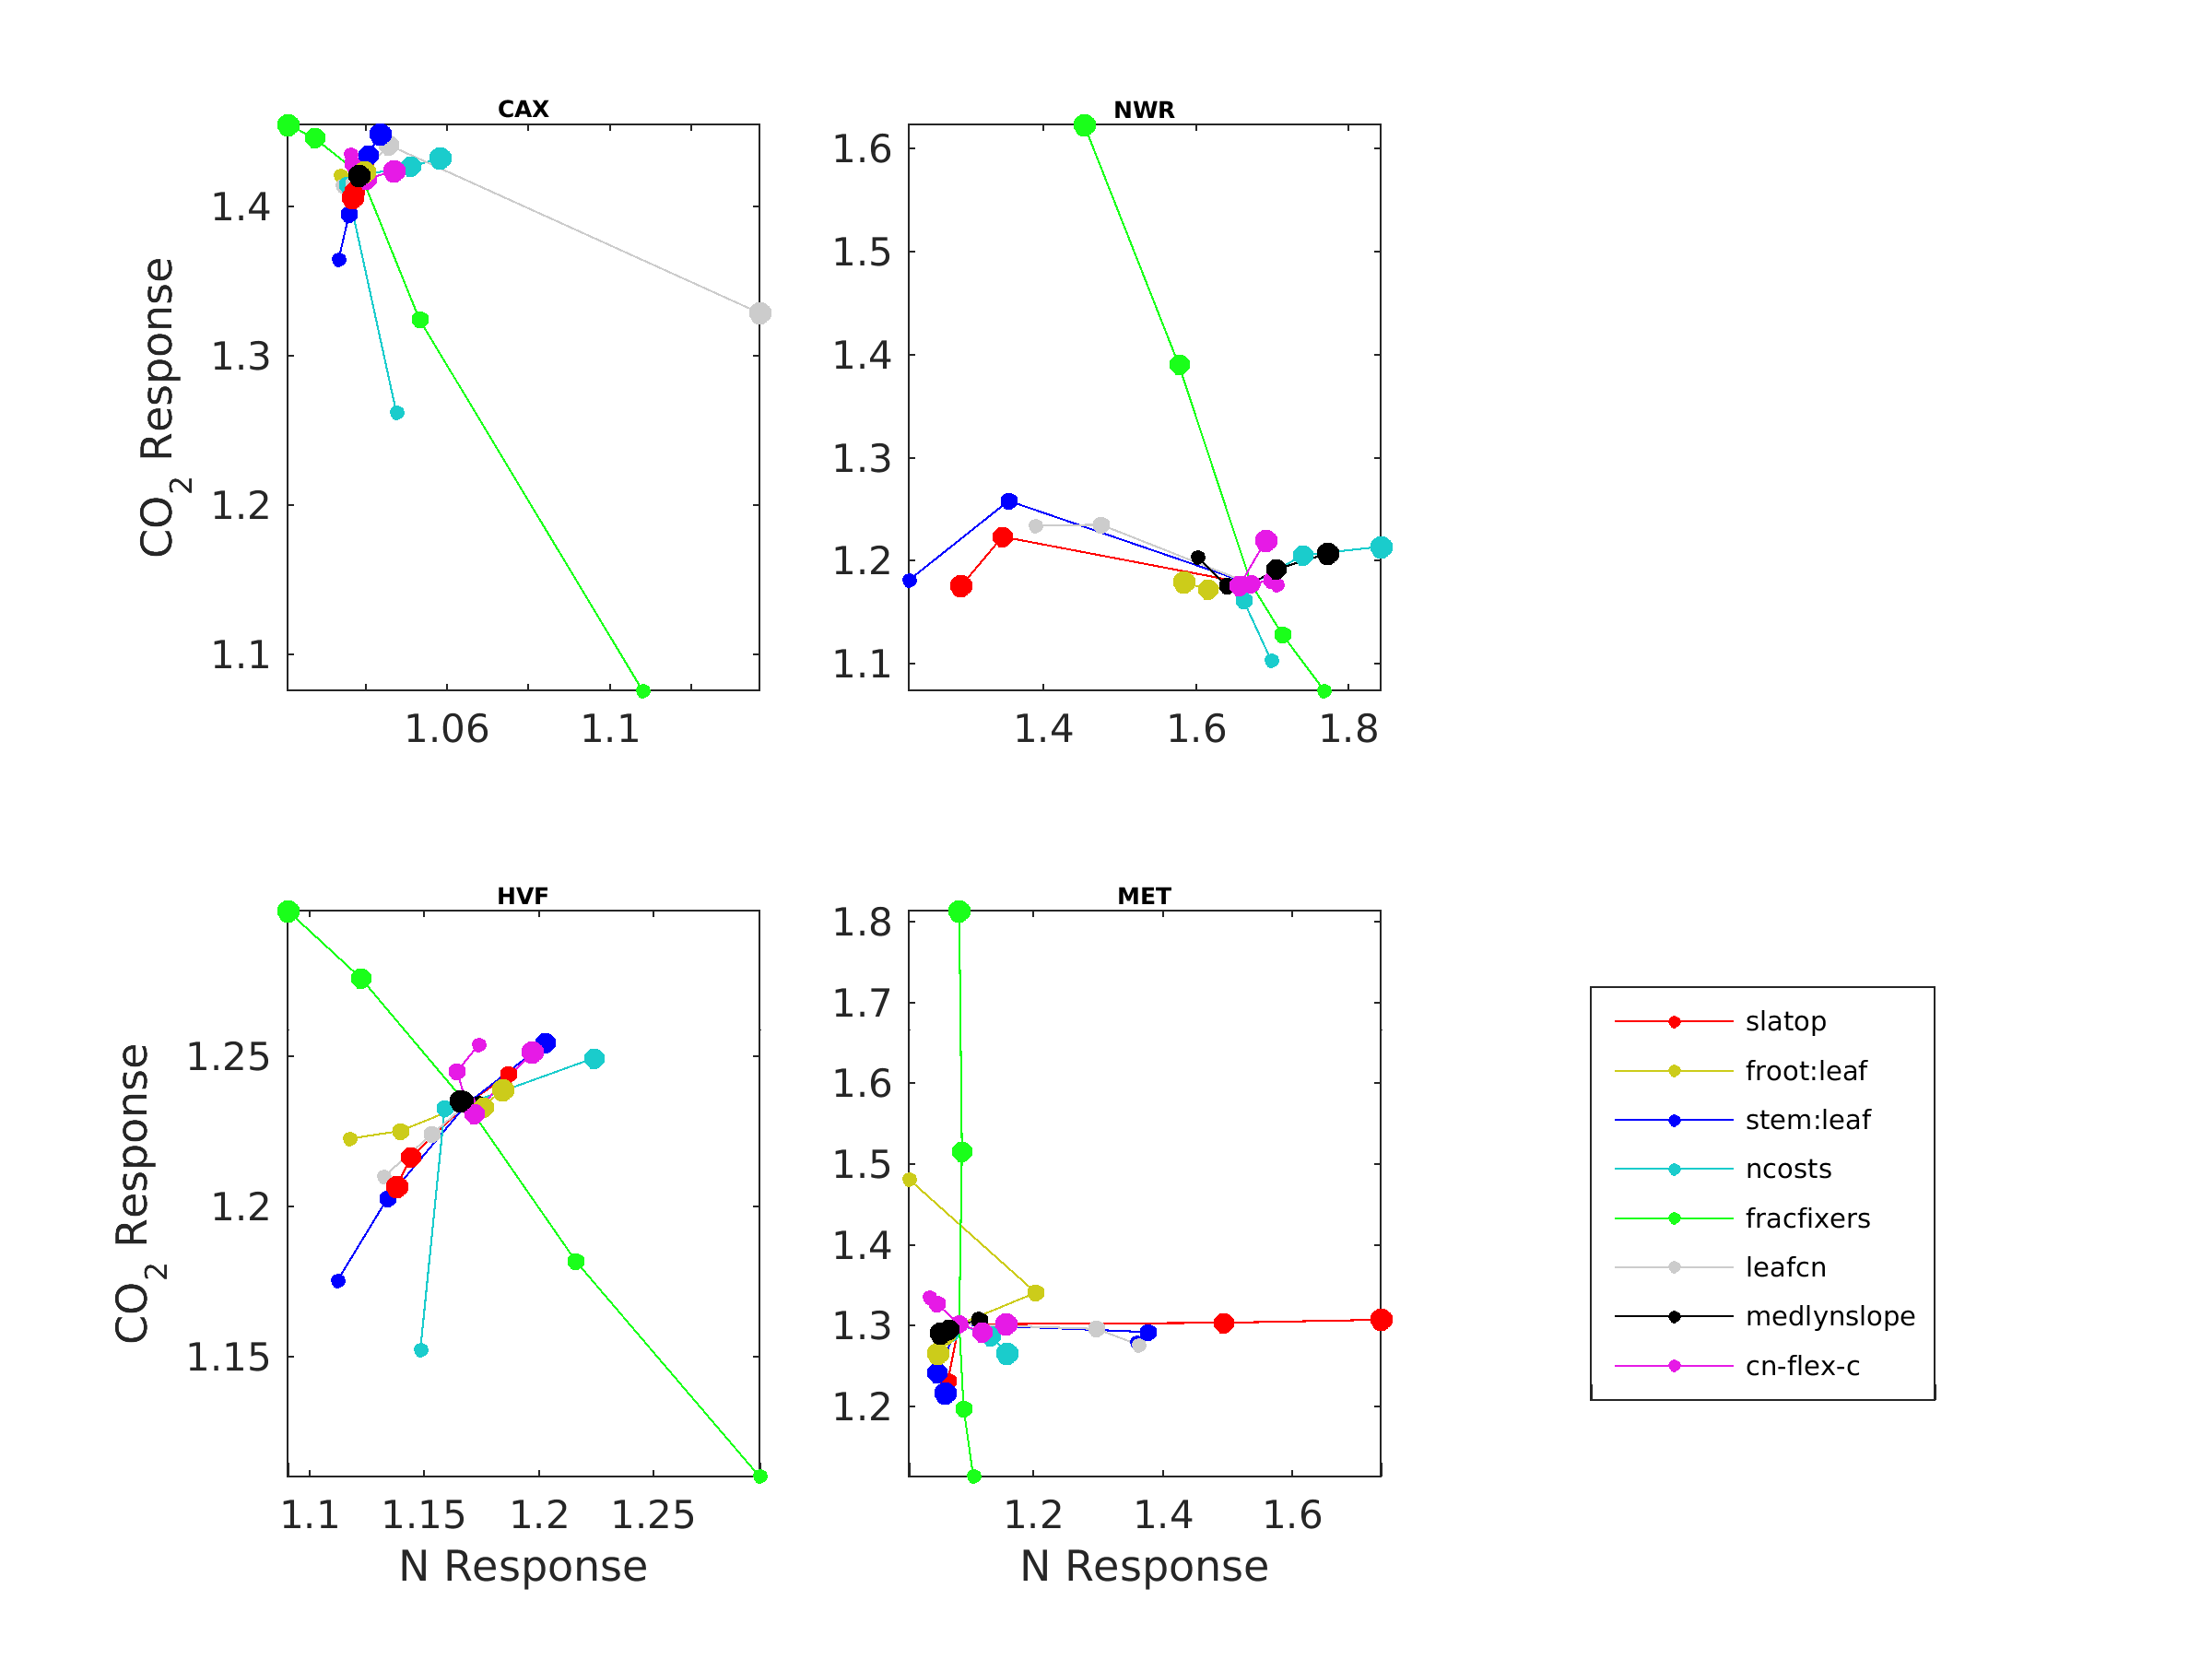 CAX
NWR
1.4
1.3
1.2
1.1
1.06
1.1
CO2 Response
1.6
1.5
1.4
1.3
1.2
1.1
1.4
1.6
1.8
HVF
MET
1.25
1.2
1.15
1.1
1.15
1.2
1.25
CO2 Response
N Response
1.8
1.7
1.6
1.5
1.4
1.3
1.2
1.2
1.4
1.6
N Response
slatop
froot:leaf
stem:leaf
ncosts
fracfixers
leafcn
medlynslope
cn-flex-c